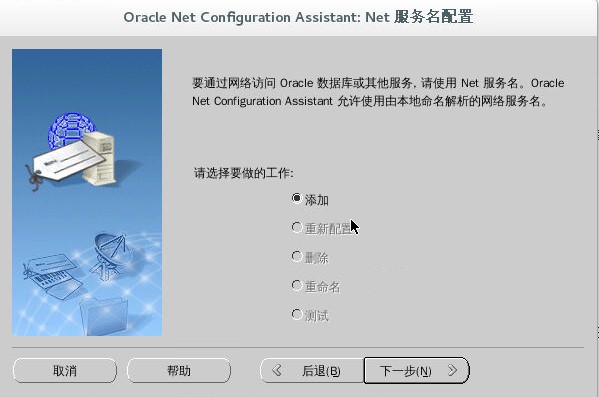 Oracle Net Configuration Assistant: Net 服务名配置
要通过网络访问 Oracle 数据库或其他服务, 请使用 Net 服务名。Oracle
Net Configuration Assistant 允许使用由本地命名解析的网络服务名。
请选择要做的工作:
添加
重新配置
删除
重命名
测试
取消
帮助
后退(B)
下一步(N)